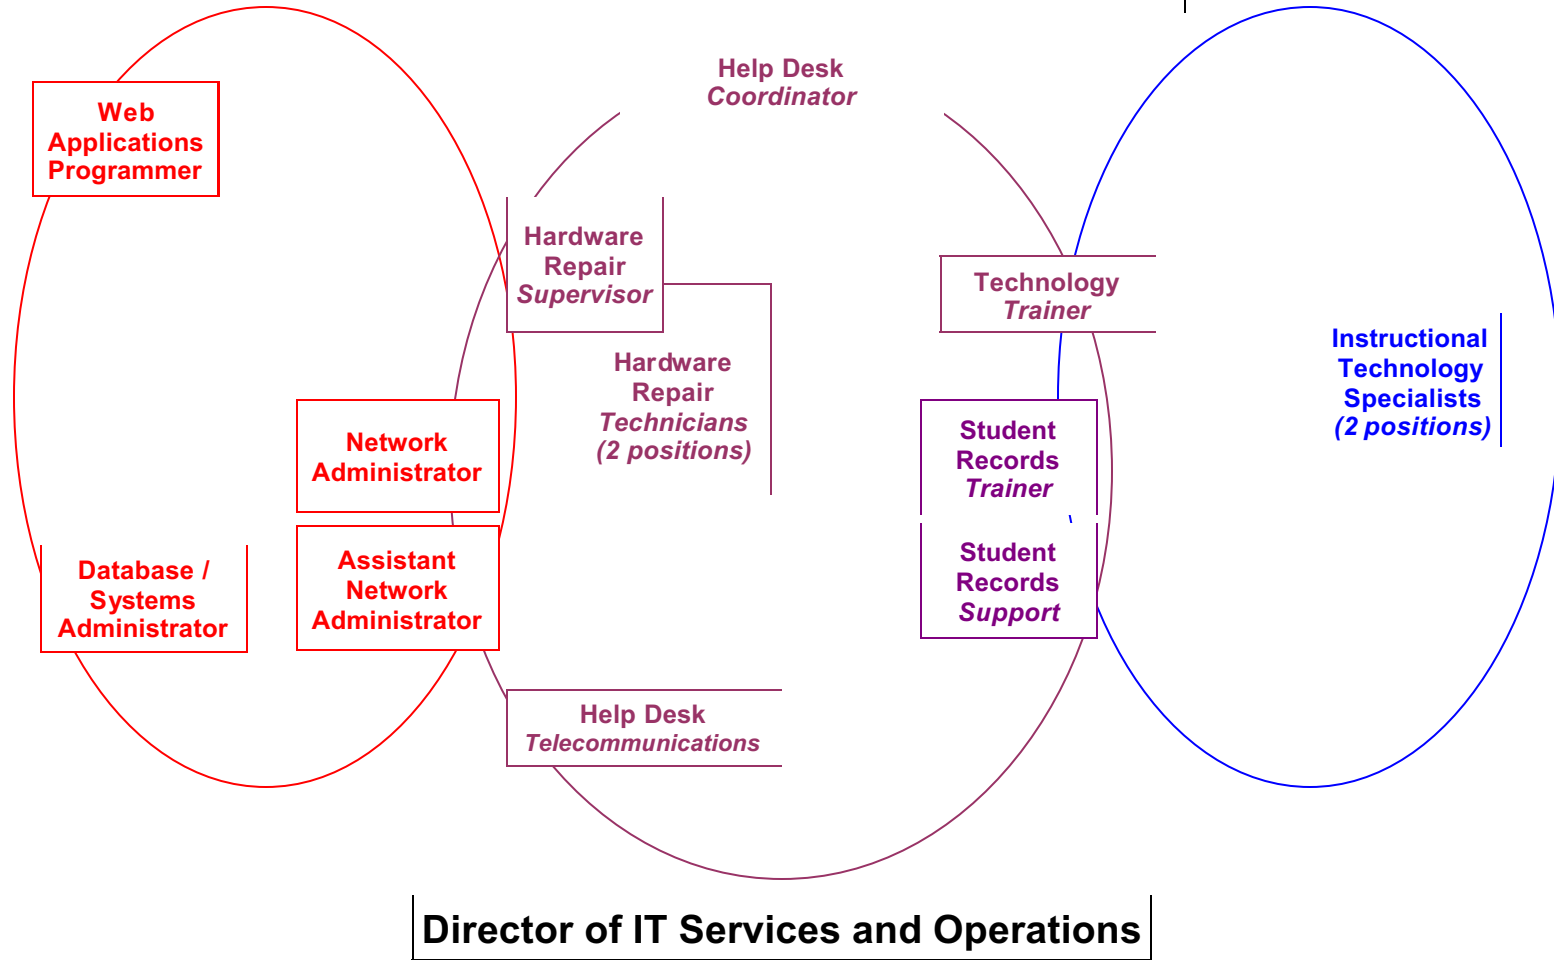 Help Desk
Coordinator
Web
Applications
Programmer
Hardware
Repair
Supervisor
Technology
Trainer
Hardware
Repair
Technicians
(2 positions)
Instructional
Technology
Specialists
(2 positions)
Network
Administrator
Student
Records
Trainer
Database /
Systems
Administrator
Assistant
Network
Administrator
Student
Records
Support
Help Desk
Telecommunications
Director of IT Services and Operations